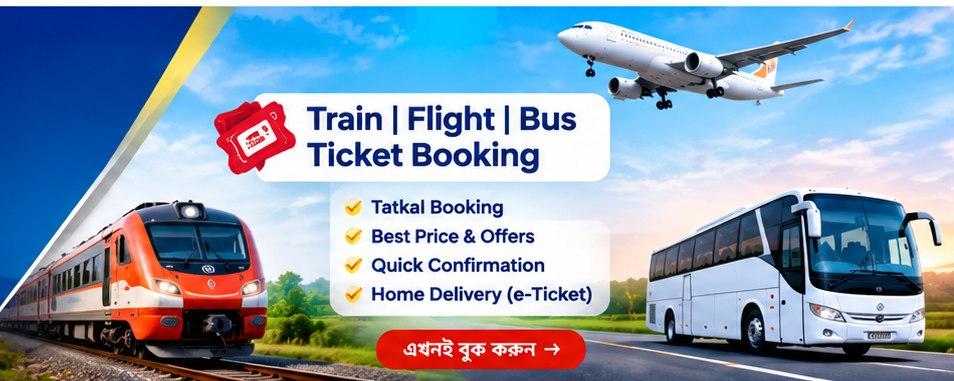 Train | Flight | Bus
Ticket Booking
Tatkal Booking
Best Price & Offers
Quick Confirmation
Home Delivery (e-Ticket)
এখনই বুক করুন →